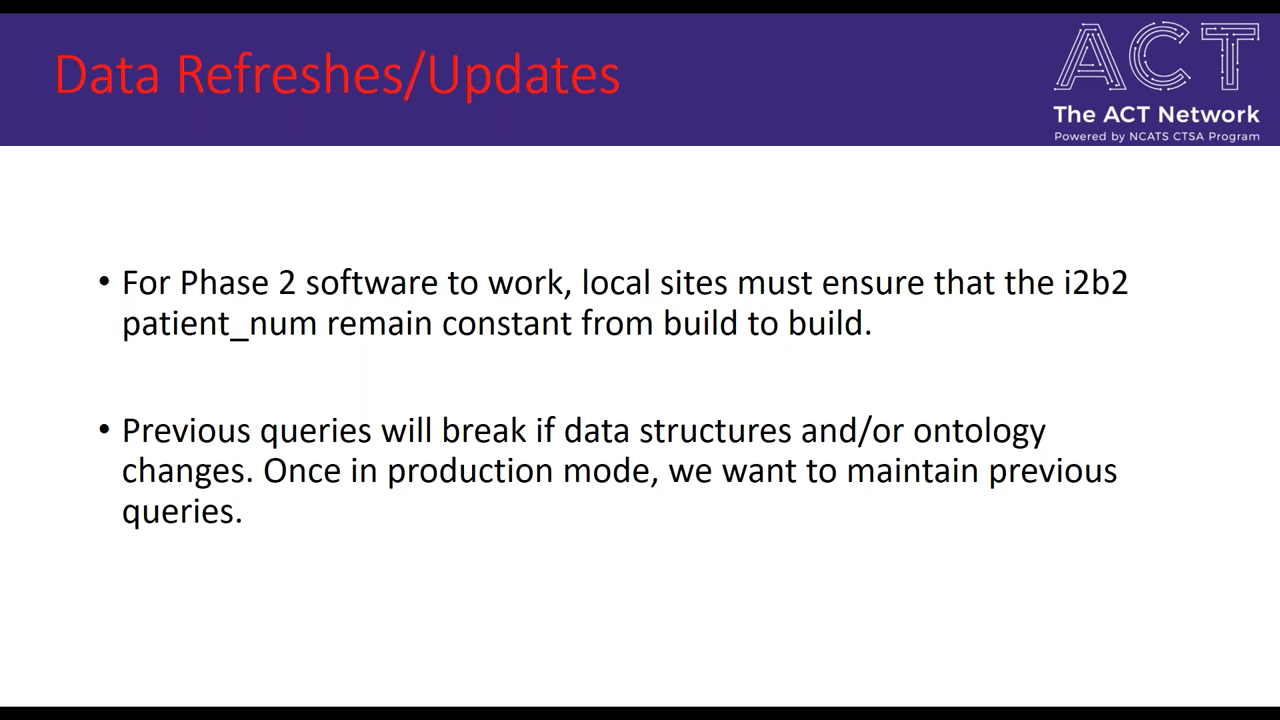 Data Refreshes/Updates
ACT
The ACT Network
Powered by NCATS CTSA Program
• For Phase 2 software to work, local sites must ensure that the i2b2
patient_num remain constant from build to build.
• Previous queries will break if data structures and/or ontology
changes. Once in production mode, we want to maintain previous
queries.